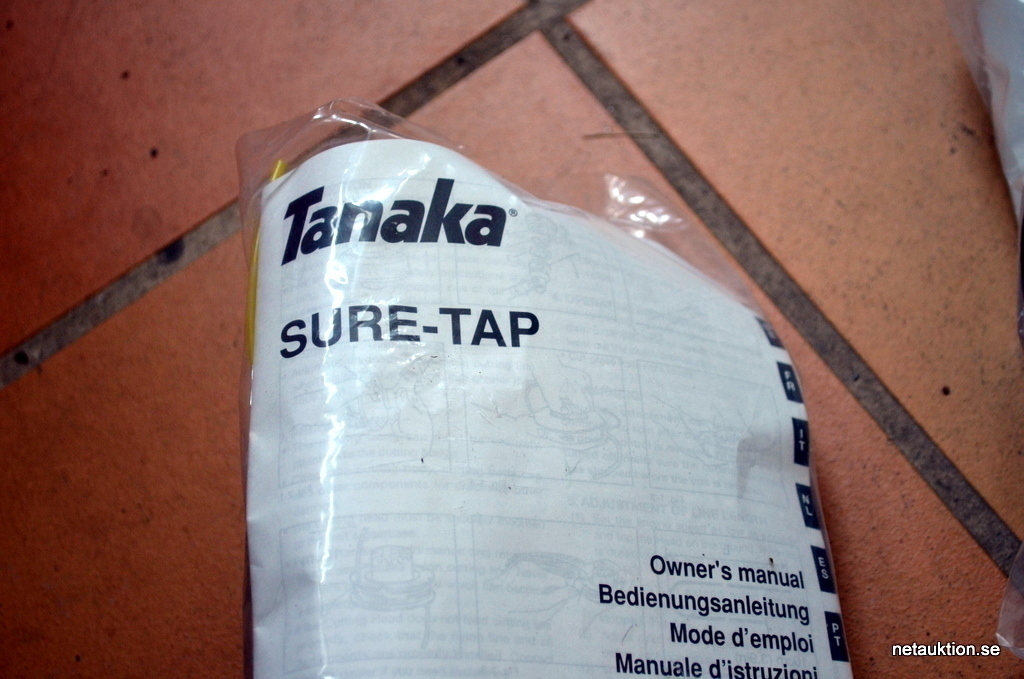 Tanaka®
SURE-TAP
FR
IT
NL
ES
PT
Owner's manual
Bedienungsanleitung
Mode d'emploi
Manuale d'istruzioni
netauktion.se